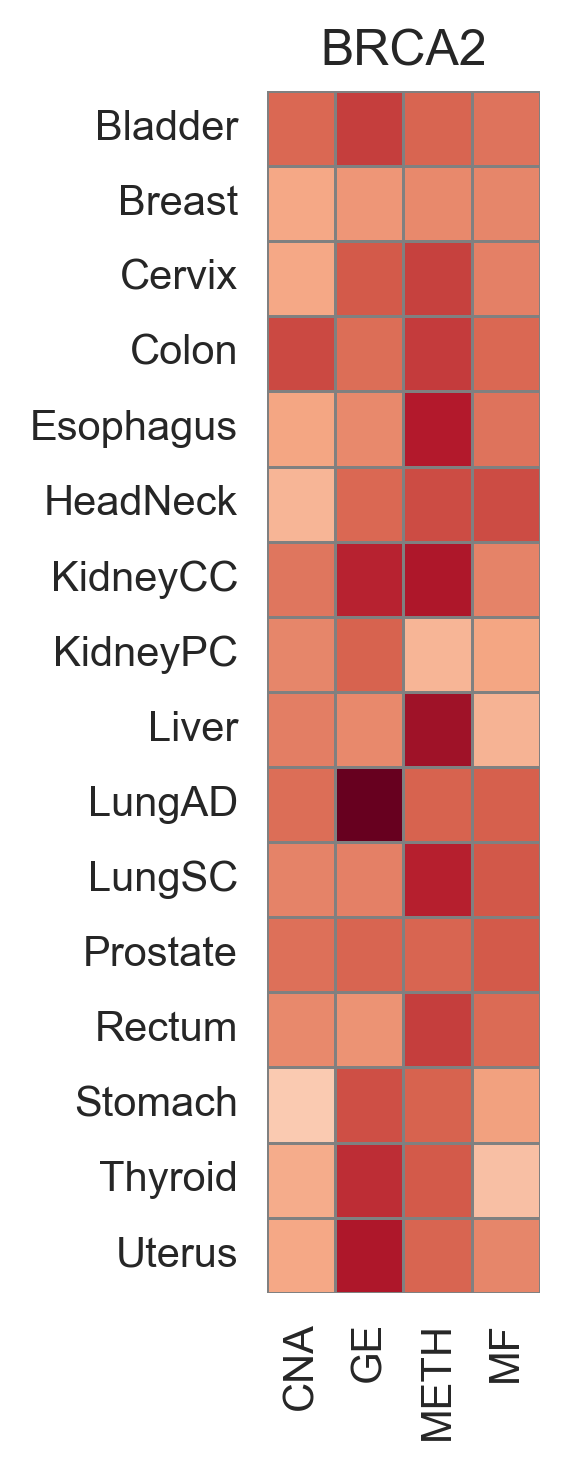 BRCA2
Bladder
Breast
Cervix
Colon
Esophagus
HeadNeck
KidneyCC
KidneyPC
Liver
LungAD
LungSC
Prostate
Rectum
Stomach
Thyroid
Uterus
CNA
GE
METH
MF